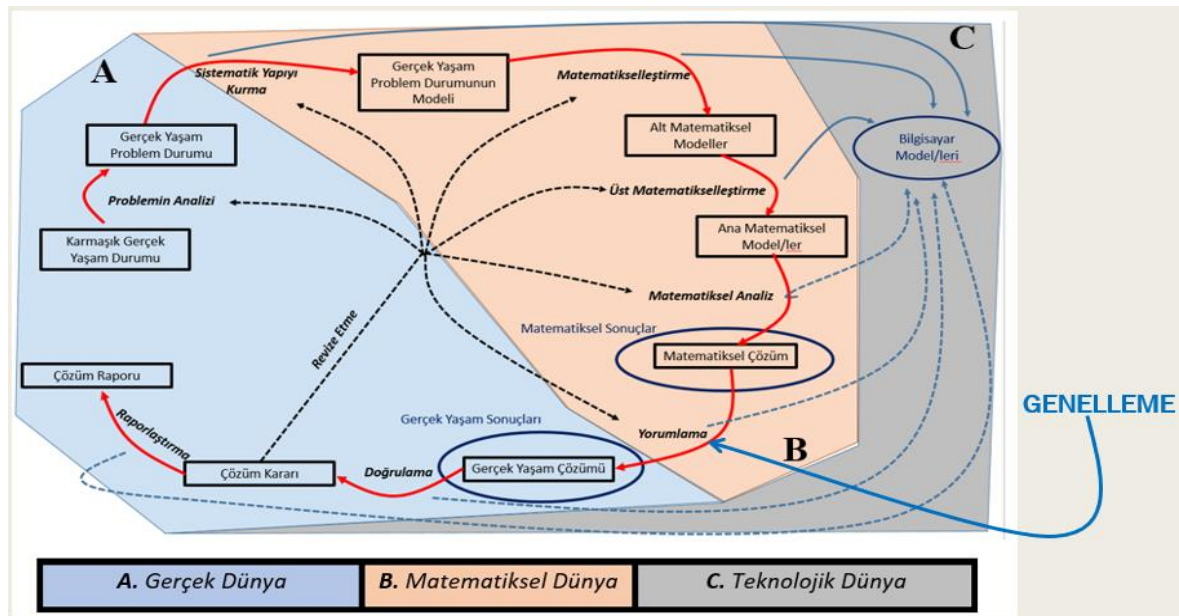 A
C
Sistematik Yapıyı
Kurma
Gerçek Yaşam
Problem Durumunun
Modeli
Matematikselleştirme
Gerçek Yaşam
Problem Durumu
Alt Matematiksel
Modeller
Bilgisayar
Model/leri
Problemin Analizi
Üst Matematikselleştirme
Karmaşık Gerçek
Yaşam Durumu
Ana Matematiksel
Model/ler
Matematiksel Analiz
Revize Etme
Matematiksel Sonuçlar
Matematiksel Çözüm
Çözüm Raporu
GENELLEME
Gerçek Yaşam Sonuçları
Yorumlama
B
Raporlaştırma
Çözüm Kararı
Doğrulama
Gerçek Yaşam Çözümü
A. Gerçek Dünya
B. Matematiksel Dünya
C. Teknolojik Dünya